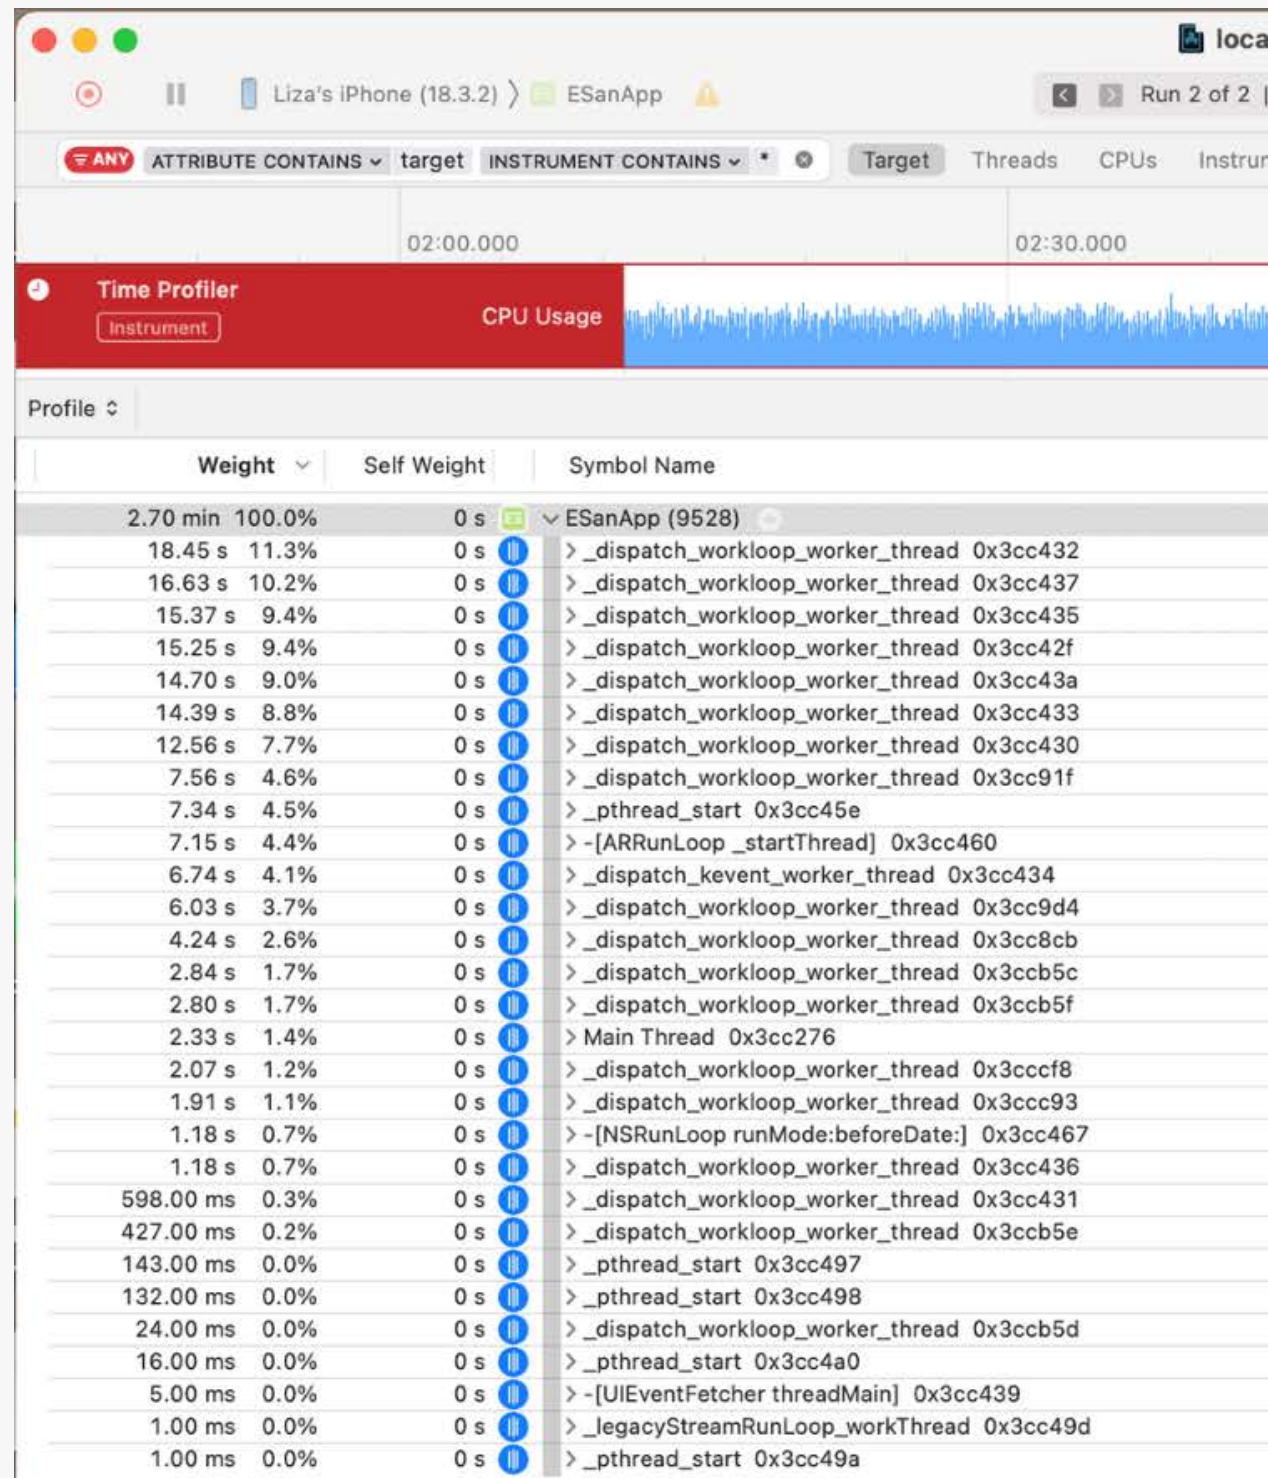 loca
Liza's iPhone (18.3.2) 〉 ESanApp
Run 2 of 2 |
ANY ATTRIBUTE CONTAINS target INSTRUMENT CONTAINS * Target Threads CPUs Instrur
02:00.000 02:30.000
Time Profiler
Instrument
CPU Usage
Profile
Weight Self Weight Symbol Name
2.70 min 100.0% 0 s ESanApp (9528)
18.45 s 11.3% 0 s _dispatch_workloop_worker_thread 0x3cc432
16.63 s 10.2% 0 s _dispatch_workloop_worker_thread 0x3cc437
15.37 s 9.4% 0 s _dispatch_workloop_worker_thread 0x3cc435
15.25 s 9.4% 0 s _dispatch_workloop_worker_thread 0x3cc42f
14.70 s 9.0% 0 s _dispatch_workloop_worker_thread 0x3cc43a
14.39 s 8.8% 0 s _dispatch_workloop_worker_thread 0x3cc433
12.56 s 7.7% 0 s _dispatch_workloop_worker_thread 0x3cc430
7.56 s 4.6% 0 s _dispatch_workloop_worker_thread 0x3cc91f
7.34 s 4.5% 0 s _pthread_start 0x3cc45e
7.15 s 4.4% 0 s -[ARRunLoop _startThread] 0x3cc460
6.74 s 4.1% 0 s _dispatch_kevent_worker_thread 0x3cc434
6.03 s 3.7% 0 s _dispatch_workloop_worker_thread 0x3cc9d4
4.24 s 2.6% 0 s _dispatch_workloop_worker_thread 0x3cc8cb
2.84 s 1.7% 0 s _dispatch_workloop_worker_thread 0x3ccb5c
2.80 s 1.7% 0 s _dispatch_workloop_worker_thread 0x3ccb5f
2.33 s 1.4% 0 s Main Thread 0x3cc276
2.07 s 1.2% 0 s _dispatch_workloop_worker_thread 0x3cccf8
1.91 s 1.1% 0 s _dispatch_workloop_worker_thread 0x3ccc93
1.18 s 0.7% 0 s -[NSRunLoop runMode:beforeDate:] 0x3cc467
1.18 s 0.7% 0 s _dispatch_workloop_worker_thread 0x3cc436
598.00 ms 0.3% 0 s _dispatch_workloop_worker_thread 0x3cc431
427.00 ms 0.2% 0 s _dispatch_workloop_worker_thread 0x3ccb5e
143.00 ms 0.0% 0 s _pthread_start 0x3cc497
132.00 ms 0.0% 0 s _pthread_start 0x3cc498
24.00 ms 0.0% 0 s _dispatch_workloop_worker_thread 0x3ccb5d
16.00 ms 0.0% 0 s _pthread_start 0x3cc4a0
5.00 ms 0.0% 0 s -[UIEventFetcher threadMain] 0x3cc439
1.00 ms 0.0% 0 s _legacyStreamRunLoop_workThread 0x3cc49d
1.00 ms 0.0% 0 s _pthread_start 0x3cc49a